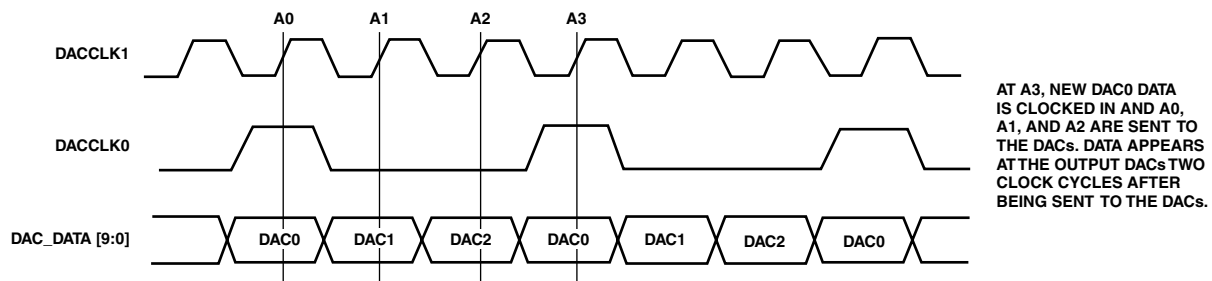 A0 A1 A2 A3
DACCLK1
DACCLK0
DAC_DATA [9:0]
DAC0 DAC1 DAC2 DAC0 DAC1 DAC2 DAC0
AT A3, NEW DAC0 DATA
IS CLOCKED IN AND A0,
A1, AND A2 ARE SENT TO
THE DACs. DATA APPEARS
AT THE OUTPUT DACs TWO
CLOCK CYCLES AFTER
BEING SENT TO THE DACs.